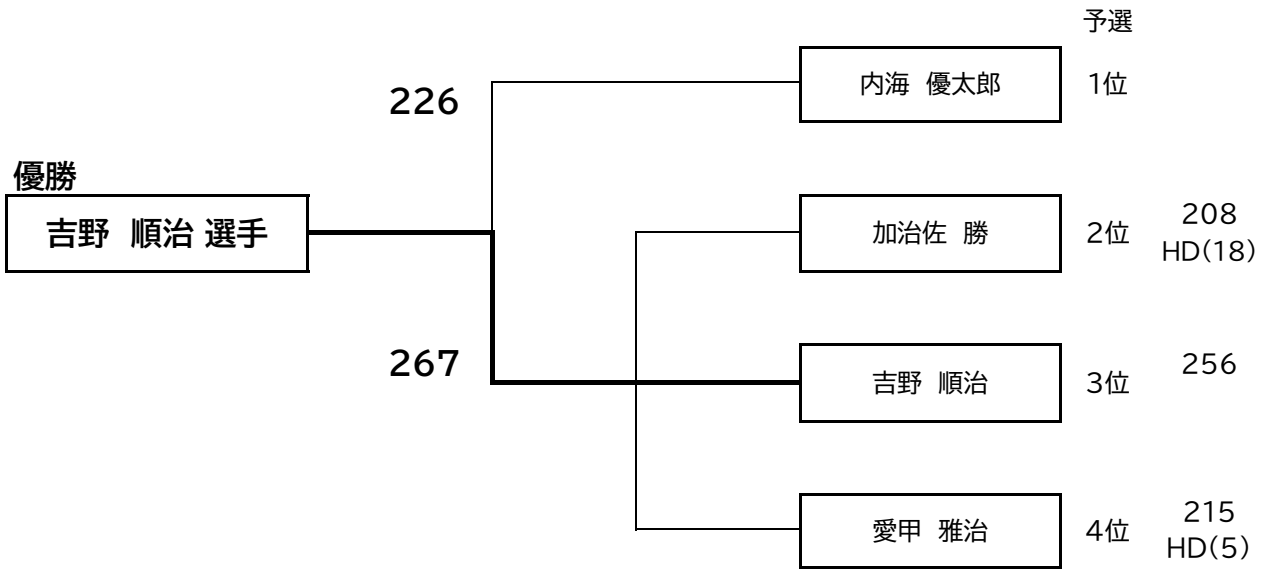 予選
内海 優太郎 1位
226
優勝
吉野 順治 選手
加治佐 勝 2位 208
HD(18)
267
吉野 順治 3位 256
愛甲 雅治 4位 215
HD(5)